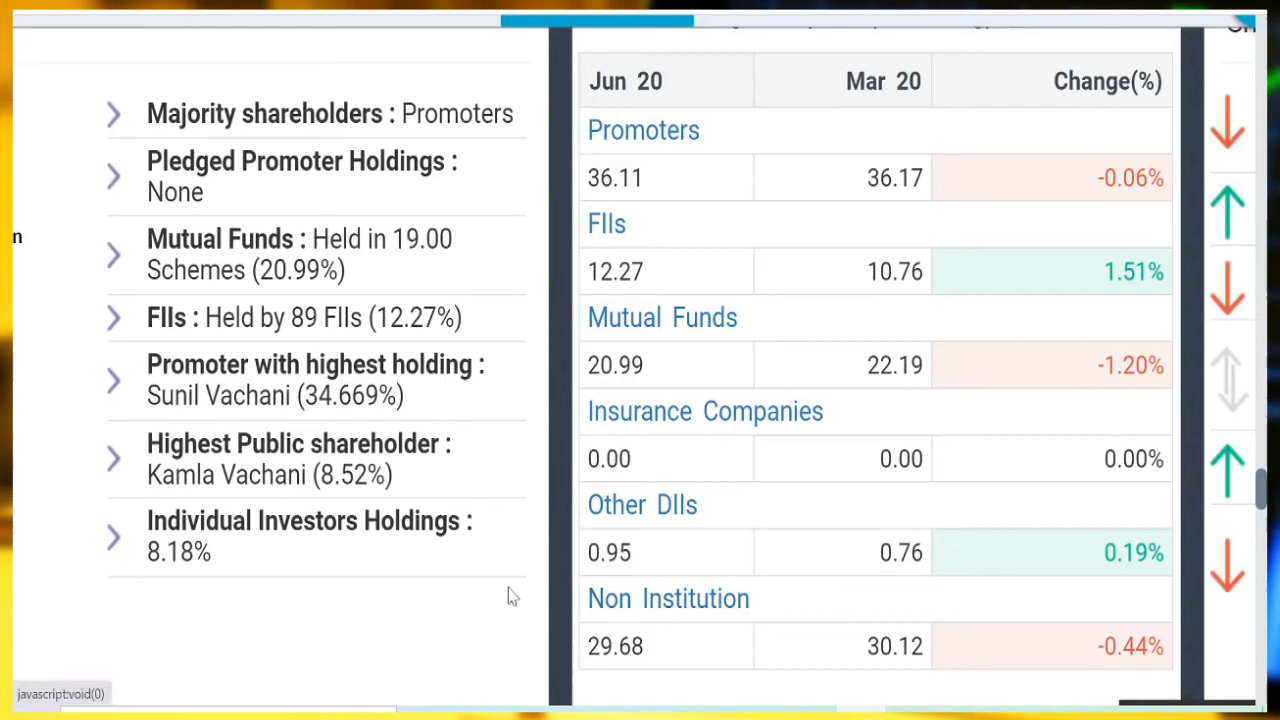 Majority shareholders : Promoters
Pledged Promoter Holdings :
None
Mutual Funds : Held in 19.00
Schemes (20.99%)
FIIs : Held by 89 FIIs (12.27%)
Promoter with highest holding :
Sunil Vachani (34.669%)
Highest Public shareholder :
Kamla Vachani (8.52%)
Individual Investors Holdings :
8.18%
Jun 20 Mar 20 Change(%)
Promoters
36.11 36.17 -0.06%
FIIs
12.27 10.76 1.51%
Mutual Funds
20.99 22.19 -1.20%
Insurance Companies
0.00 0.00 0.00%
Other DIIs
0.95 0.76 0.19%
Non Institution
29.68 30.12 -0.44%
javascript:void(0)